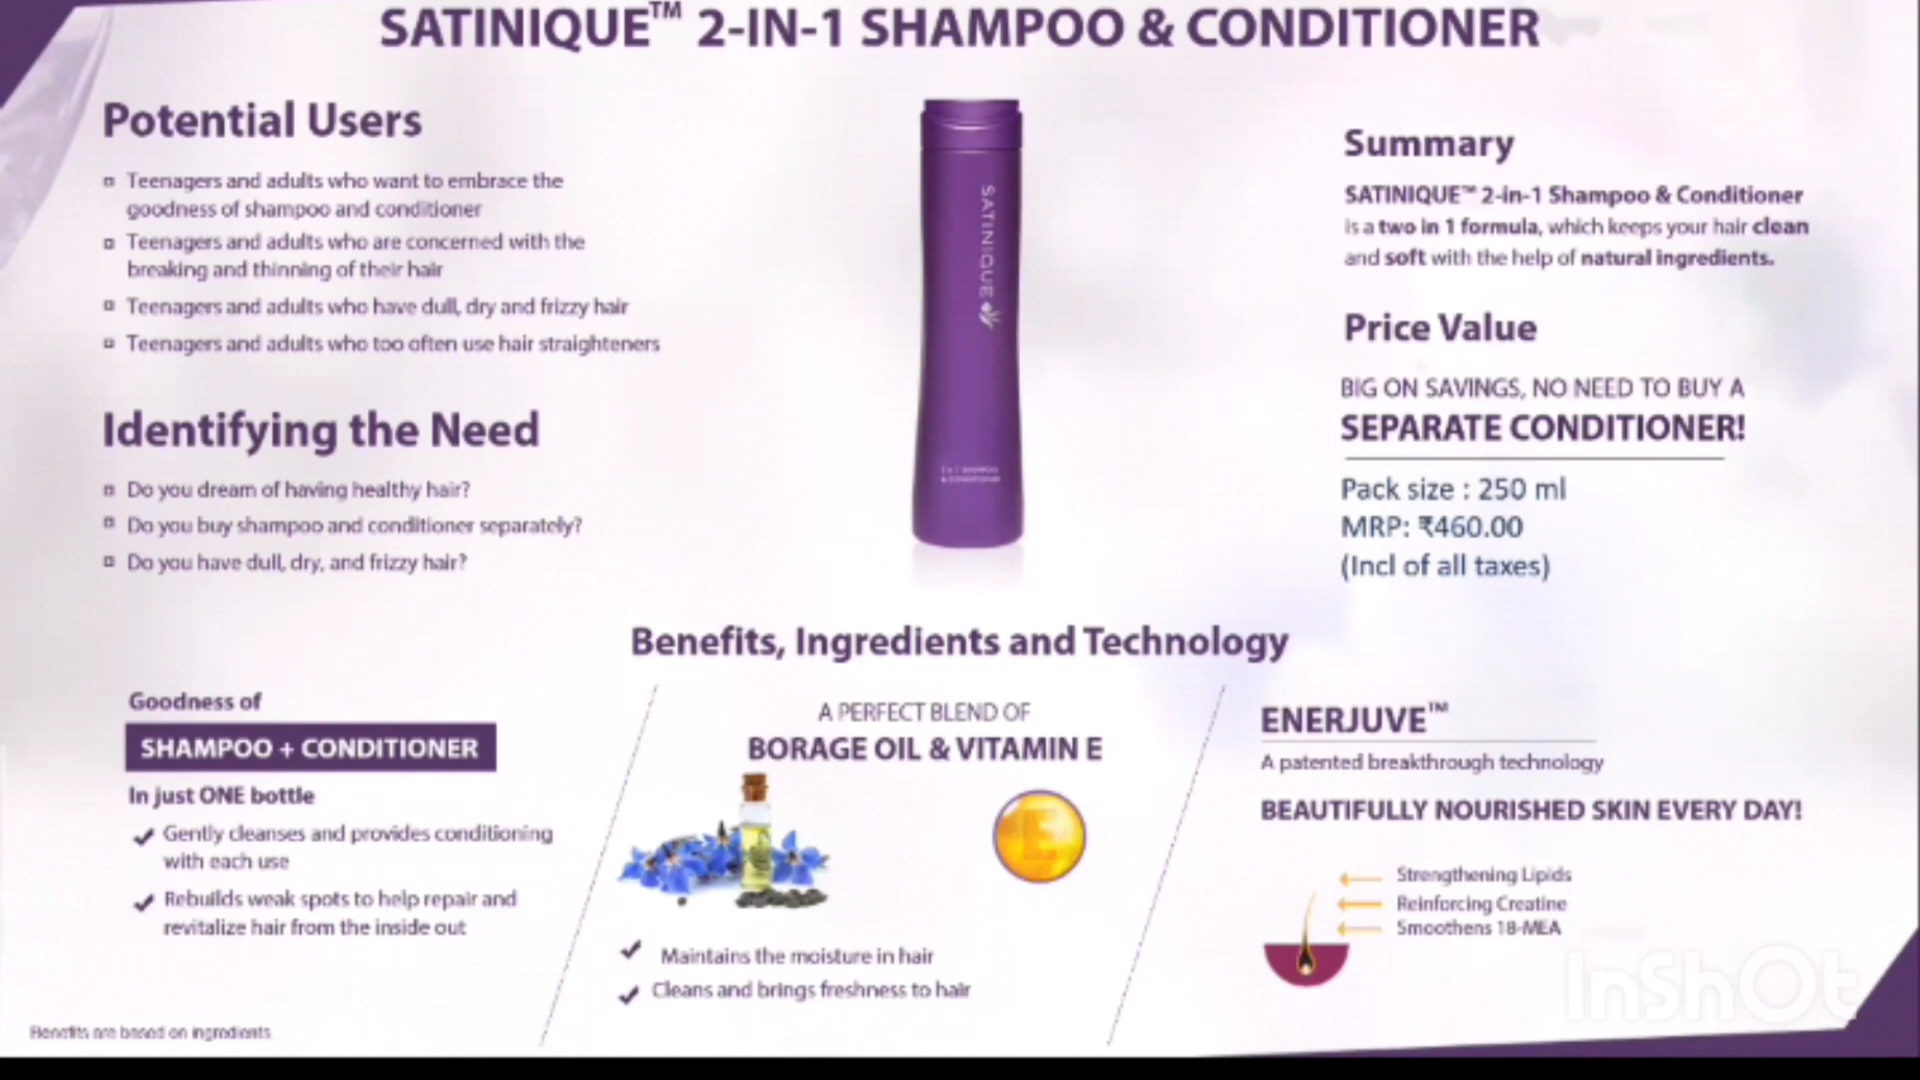 SATINIQUE™ 2-IN-1 SHAMPOO & CONDITIONER
Potential Users
Teenagers and adults who want to embrace the
goodness of shampoo and conditioner
Teenagers and adults who are concerned with the
breaking and thinning of their hair
Teenagers and adults who have dull, dry and frizzy hair
Teenagers and adults who too often use hair straighteners
Identifying the Need
Do you dream of having healthy hair?
Do you buy shampoo and conditioner separately?
Do you have dull, dry, and frizzy hair?
SATINIQUE
2 in 1 SHAMPOO
& CONDITIONER
Summary
SATINIQUE™ 2-in-1 Shampoo & Conditioner
is a two in 1 formula, which keeps your hair clean
and soft with the help of natural ingredients.
Price Value
BIG ON SAVINGS, NO NEED TO BUY A
SEPARATE CONDITIONER!
Pack size : 250 ml
MRP: ₹460.00
(Incl of all taxes)
Benefits, Ingredients and Technology
Goodness of
SHAMPOO + CONDITIONER
In just ONE bottle
Gently cleanses and provides conditioning
with each use
Rebuilds weak spots to help repair and
revitalize hair from the inside out
A PERFECT BLEND OF
BORAGE OIL & VITAMIN E
E
Maintains the moisture in hair
Cleans and brings freshness to hair
ENERJUVE™
A patented breakthrough technology
BEAUTIFULLY NOURISHED SKIN EVERY DAY!
Strengthening Lipids
Reinforcing Creatine
Smoothens 18-MEA
Benefits are based on ingredients
InShOt